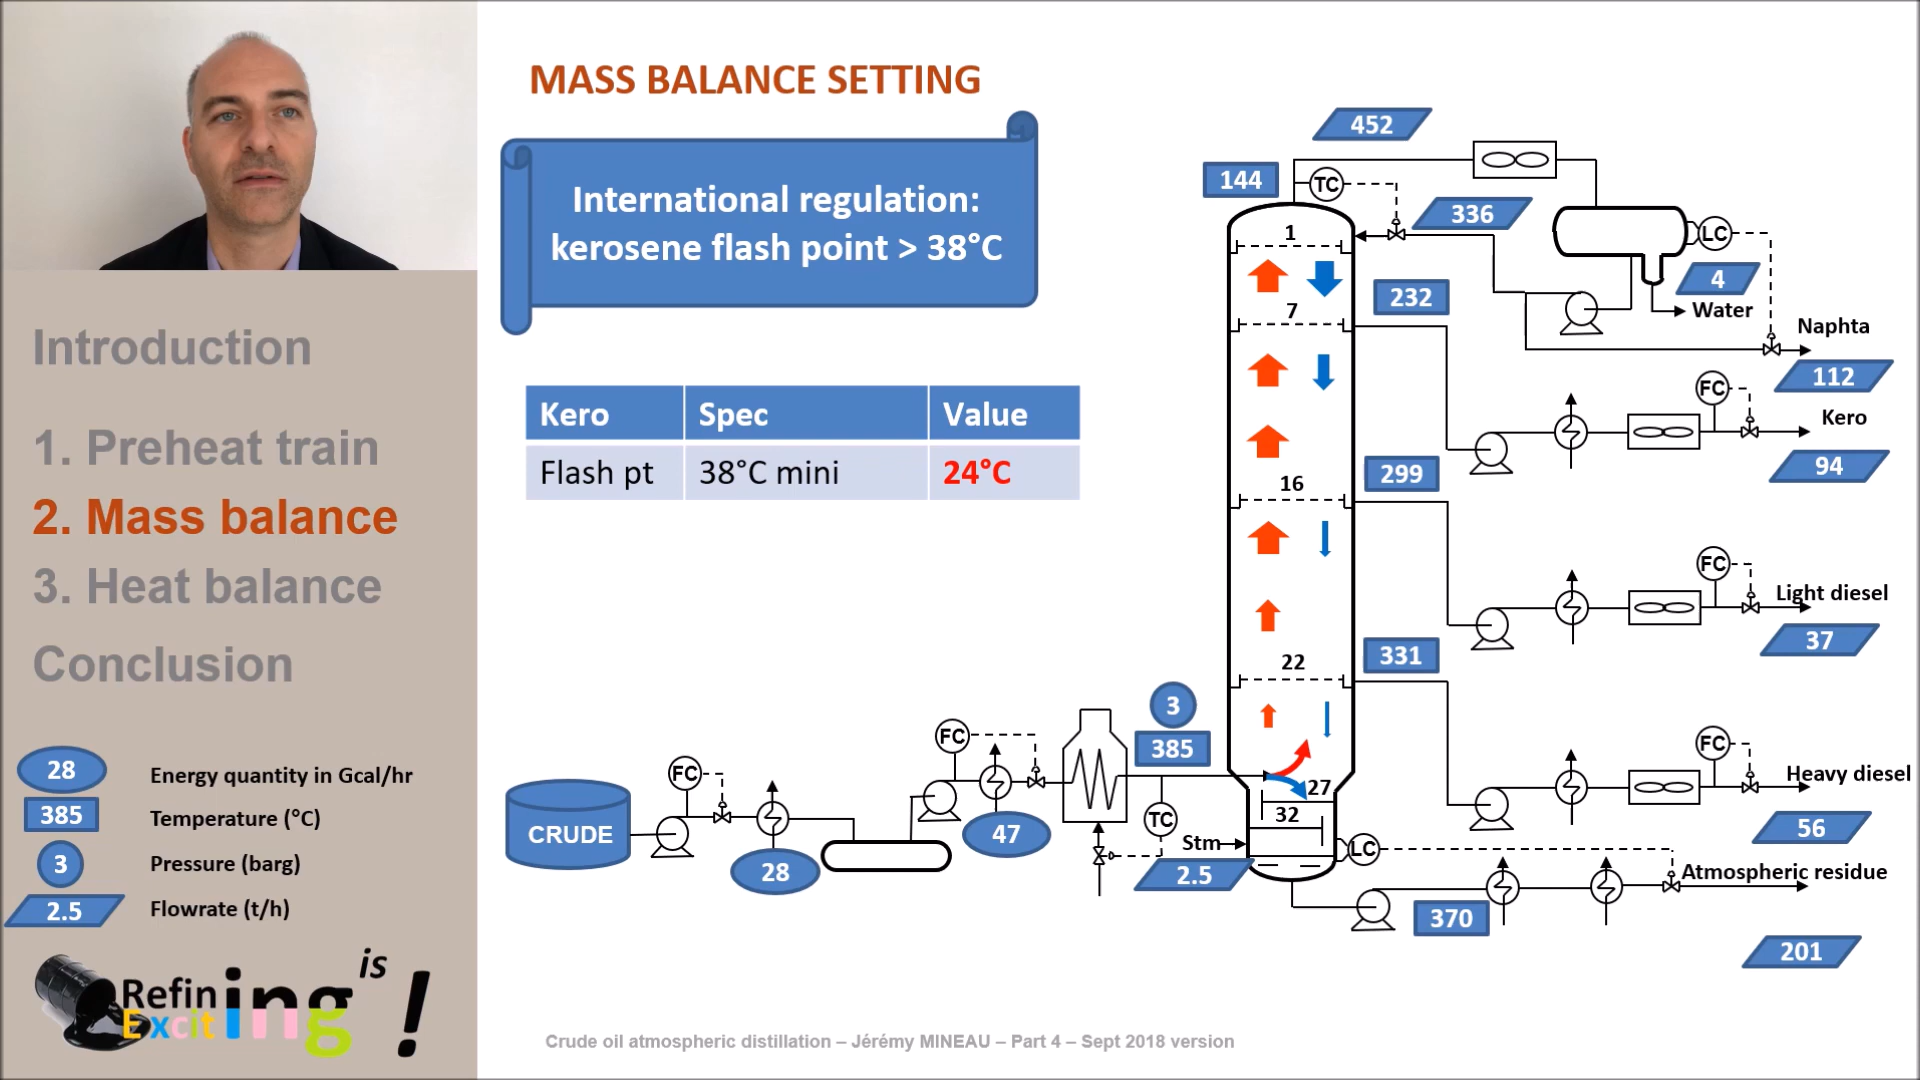 MASS BALANCE SETTING
International regulation:
kerosene flash point > 38°C
Kero Spec Value
Flash pt 38°C mini 24°C
Introduction
1. Preheat train
2. Mass balance
3. Heat balance
Conclusion
28 Energy quantity in Gcal/hr
385 Temperature (°C)
3 Pressure (barg)
2.5 Flowrate (t/h)
Refining is
Exciting !
452
144
TC
336
LC
4
Water
Naphta
112
1
232
7
FC
Kero
94
299
16
FC
Light diesel
37
331
22
FC
Heavy diesel
56
3
385
FC
FC
TC
27
32
CRUDE
28
47
Stm
2.5
LC
Atmospheric residue
370
201
Crude oil atmospheric distillation – Jérémy MINEAU – Part 4 – Sept 2018 version